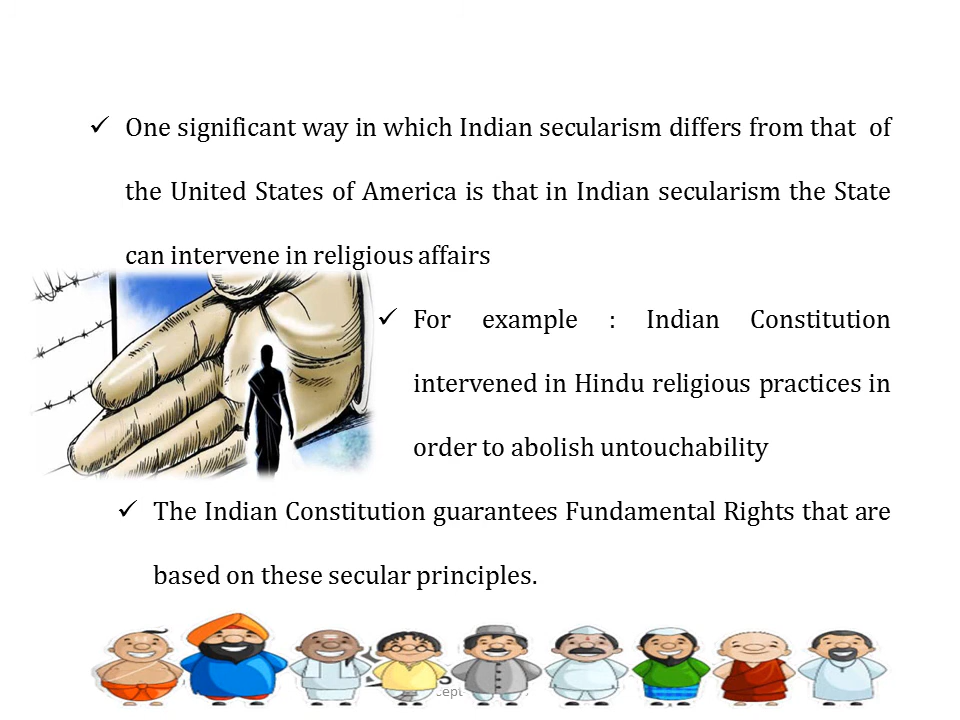 ✓ One significant way in which Indian secularism differs from that of
the United States of America is that in Indian secularism the State
can intervene in religious affairs
✓ For example : Indian Constitution
intervened in Hindu religious practices in
order to abolish untouchability
✓ The Indian Constitution guarantees Fundamental Rights that are
based on these secular principles.